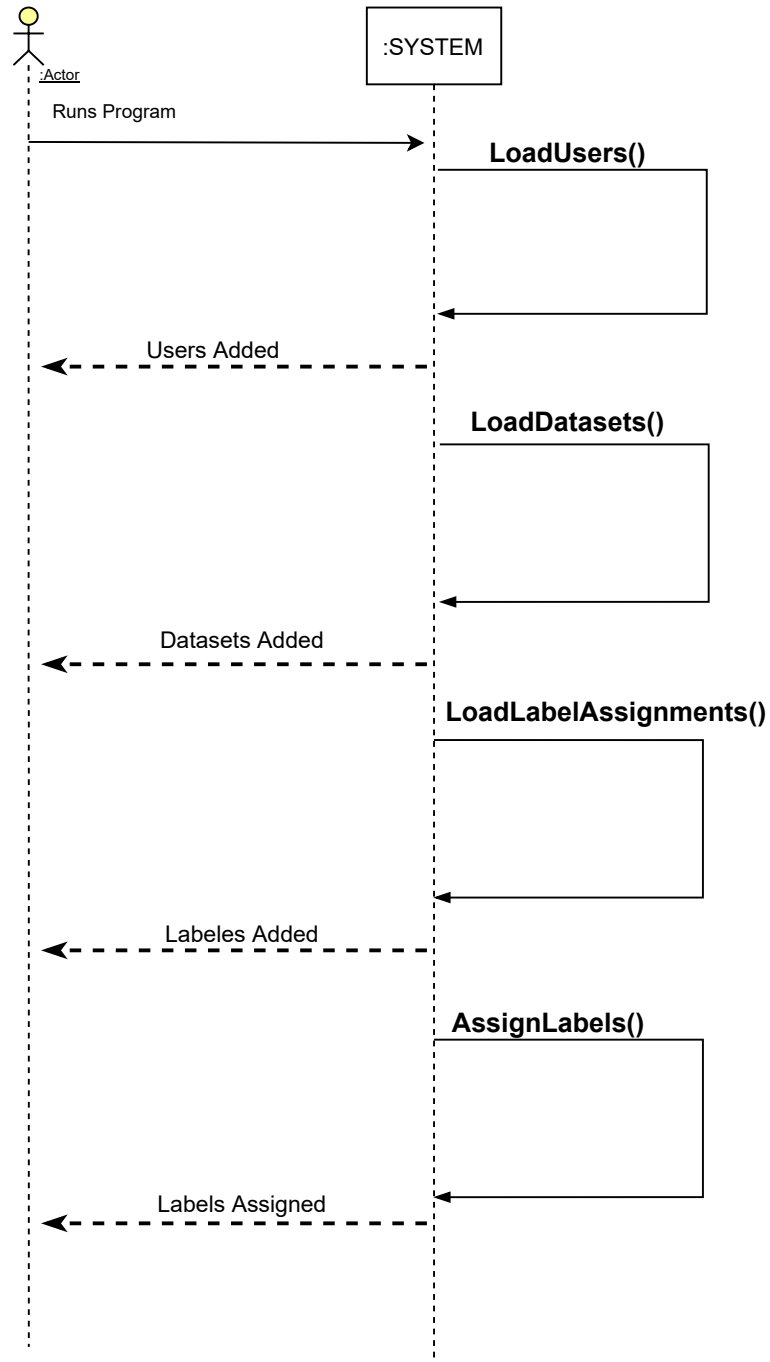 :SYSTEM
:Actor
Runs Program
LoadUsers()
Users Added
LoadDatasets()
Datasets Added
LoadLabelAssignments()
Labeles Added
AssignLabels()
Labels Assigned